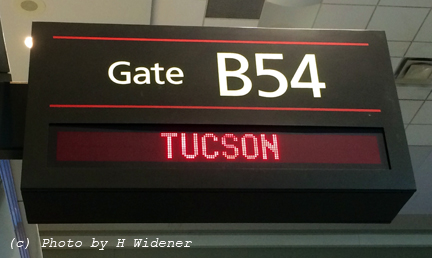 Gate B54
TUCSON
(c) Photo by H Widener